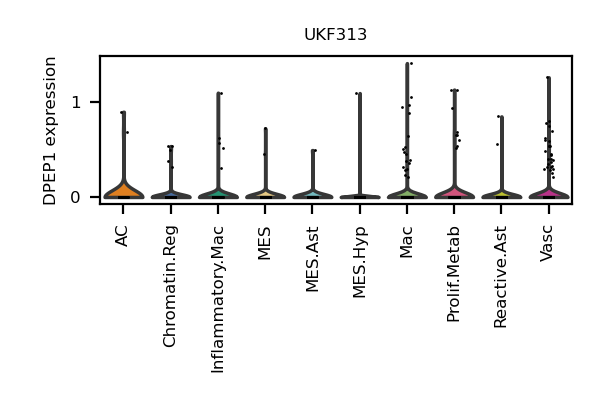 UKF313
DPEP1 expression
1
0
AC
Chromatin.Reg
Inflammatory.Mac
MES
MES.Ast
MES.Hyp
Mac
Prolif.Metab
Reactive.Ast
Vasc